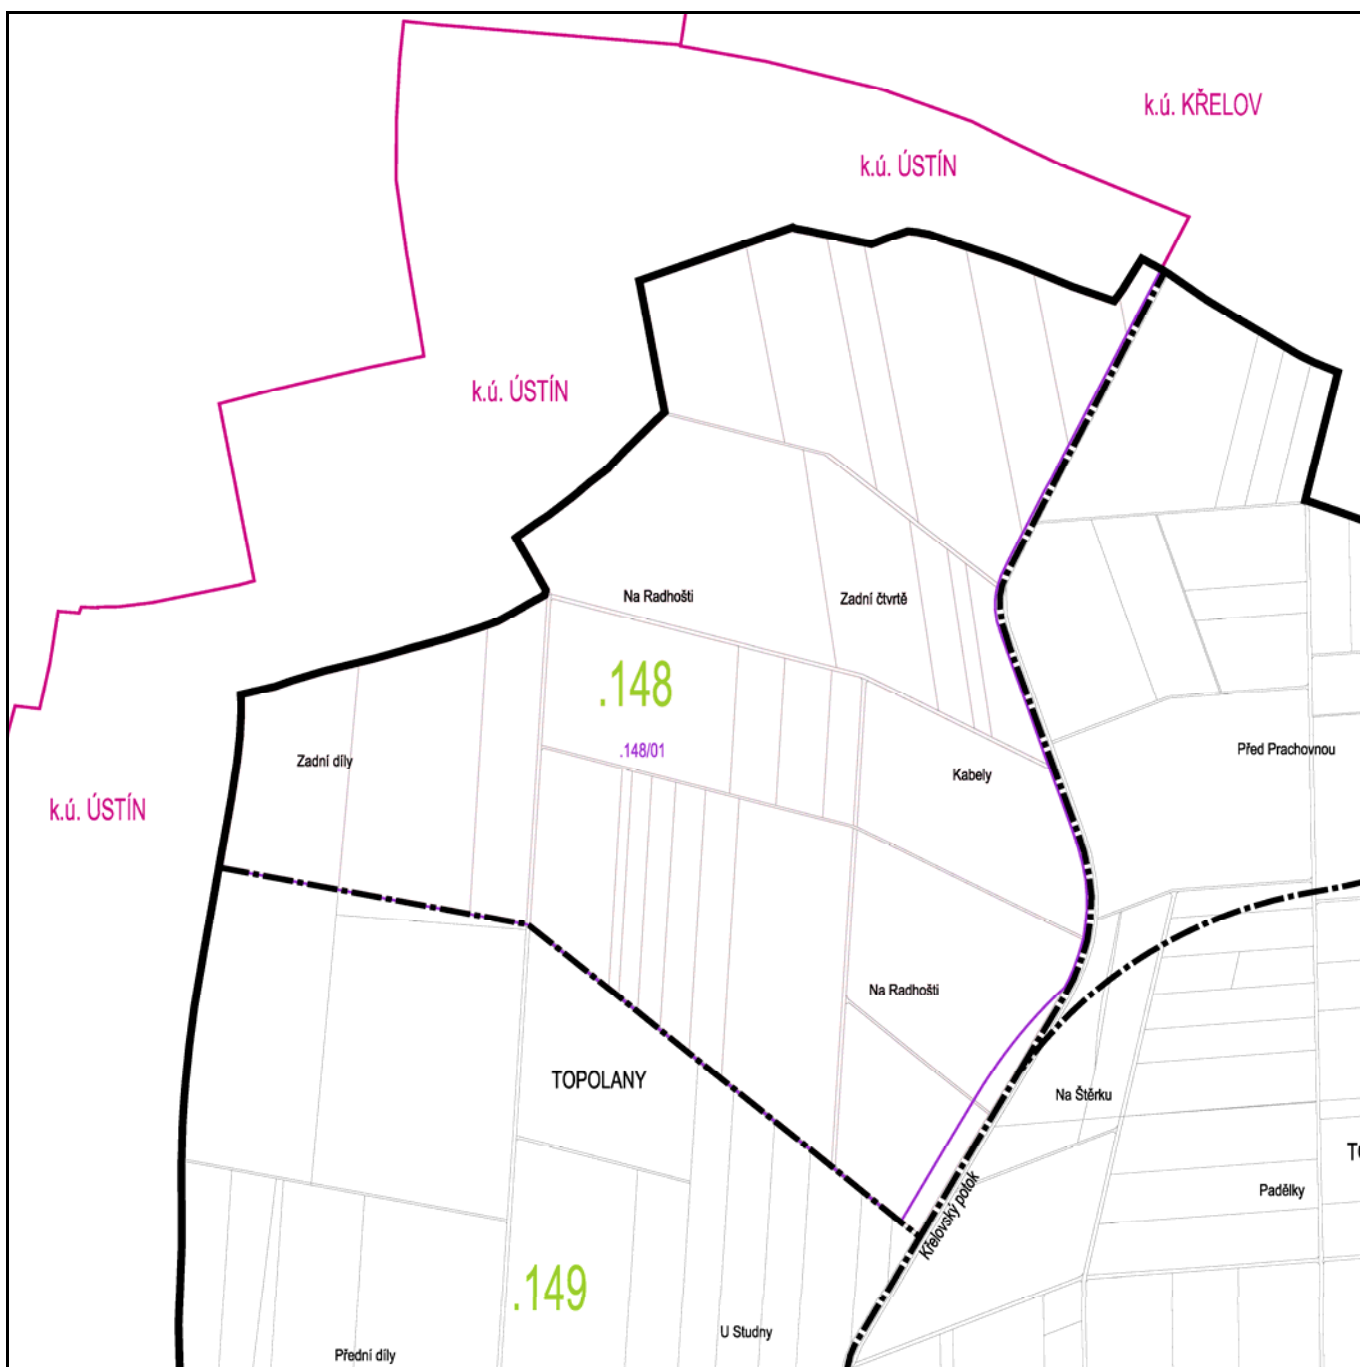 k.ú. KŘELOV
k.ú. ÚSTÍN
k.ú. ÚSTÍN
Na Radhošti
Zadní čtvrtě
.148
.148/01
Před Prachovnou
Zadní díly
Kabely
k.ú. ÚSTÍN
Na Radhošti
TOPOLANY
Na Štěrku
Padělky
Křelovský potok
.149
U Studny
Přední díly